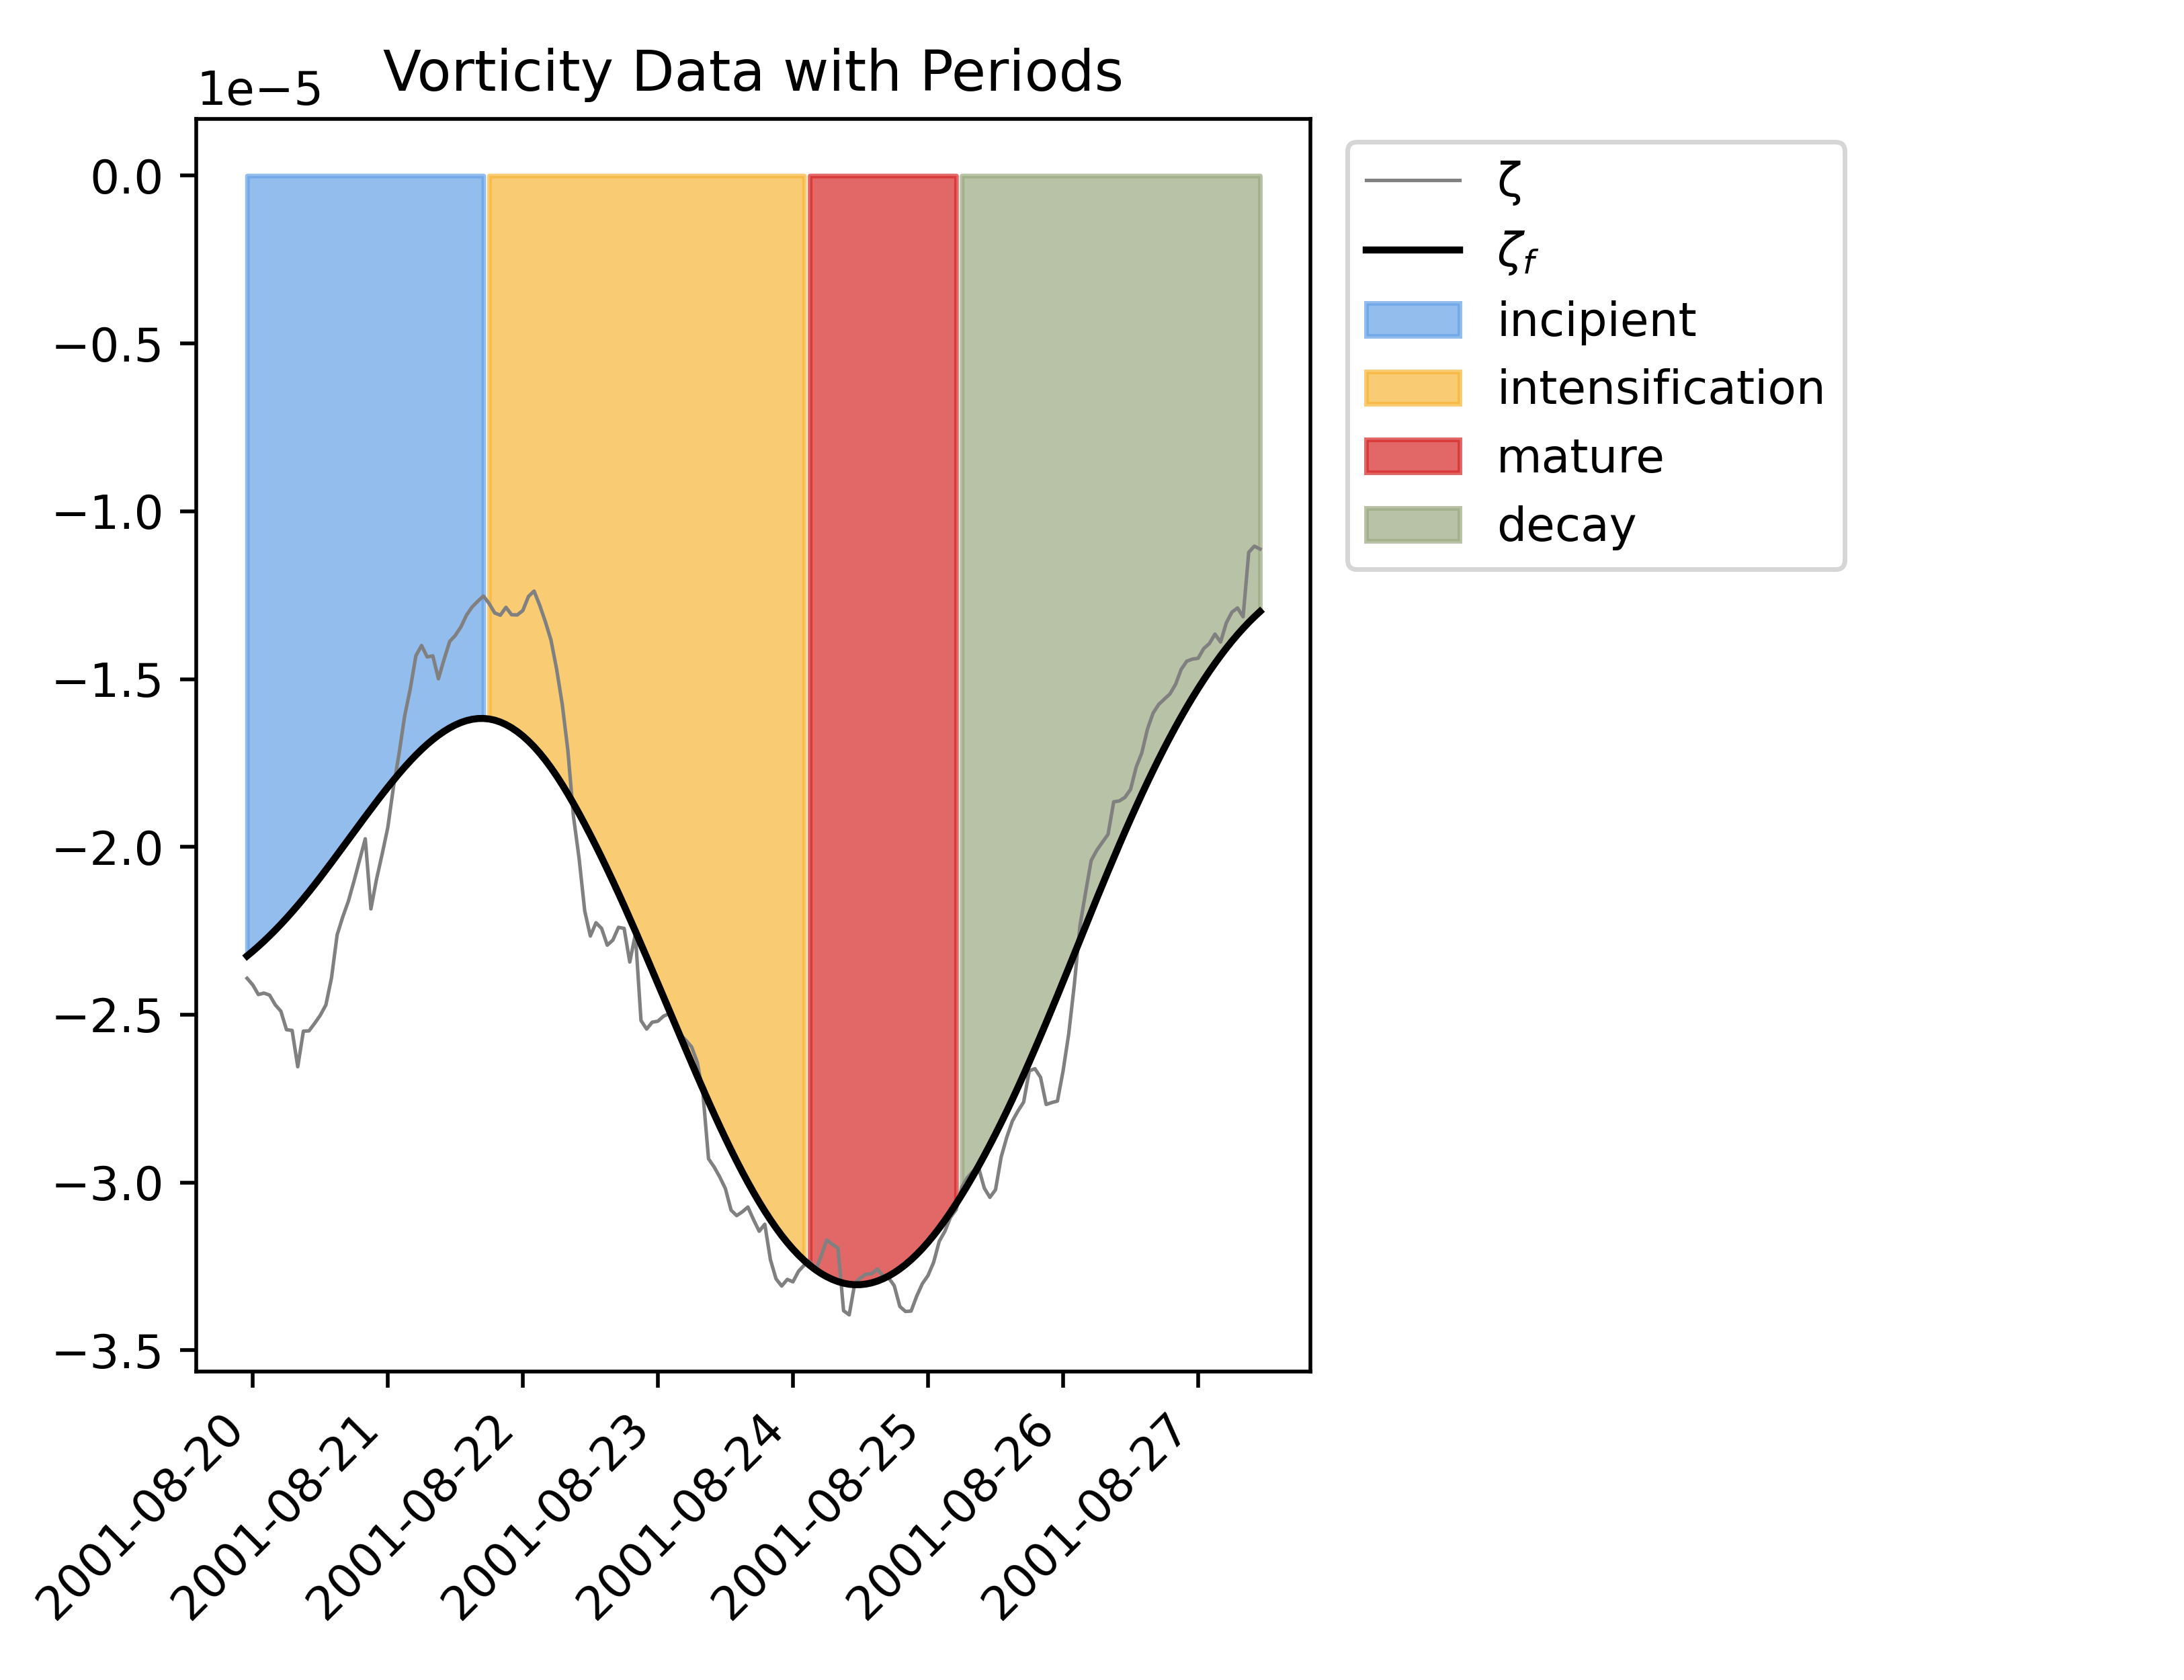 Vorticity Data with Periods
1e−5
0.0
−0.5
−1.0
−1.5
−2.0
−2.5
−3.0
−3.5
2001-08-20
2001-08-21
2001-08-22
2001-08-23
2001-08-24
2001-08-25
2001-08-26
2001-08-27
ζ
ζf
incipient
intensification
mature
decay